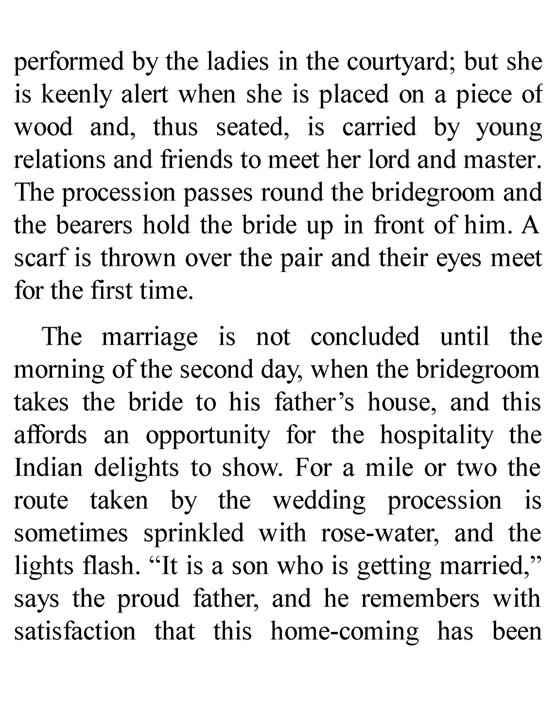 performed by the ladies in the courtyard; but she
is keenly alert when she is placed on a piece of
wood and, thus seated, is carried by young
relations and friends to meet her lord and master.
The procession passes round the bridegroom and
the bearers hold the bride up in front of him. A
scarf is thrown over the pair and their eyes meet
for the first time.
The marriage is not concluded until the
morning of the second day, when the bridegroom
takes the bride to his father’s house, and this
affords an opportunity for the hospitality the
Indian delights to show. For a mile or two the
route taken by the wedding procession is
sometimes sprinkled with rose-water, and the
lights flash. “It is a son who is getting married,”
says the proud father, and he remembers with
satisfaction that this home-coming has been